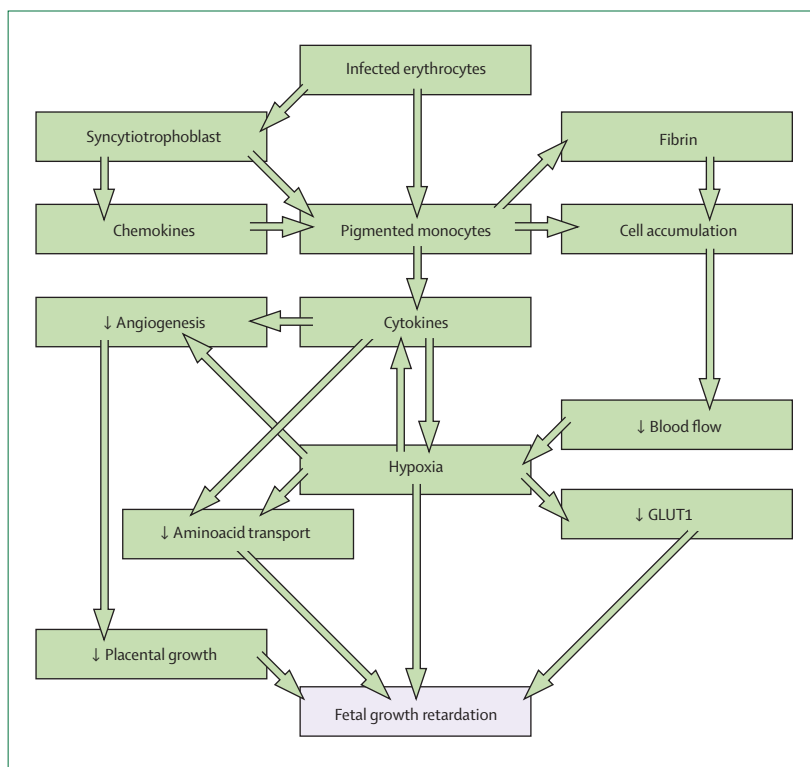 Infected erythrocytes
Syncytiotrophoblast
Fibrin
Chemokines
Pigmented monocytes
Cell accumulation
↓ Angiogenesis
Cytokines
↓ Blood flow
Hypoxia
↓ GLUT1
↓ Aminoacid transport
↓ Placental growth
Fetal growth retardation